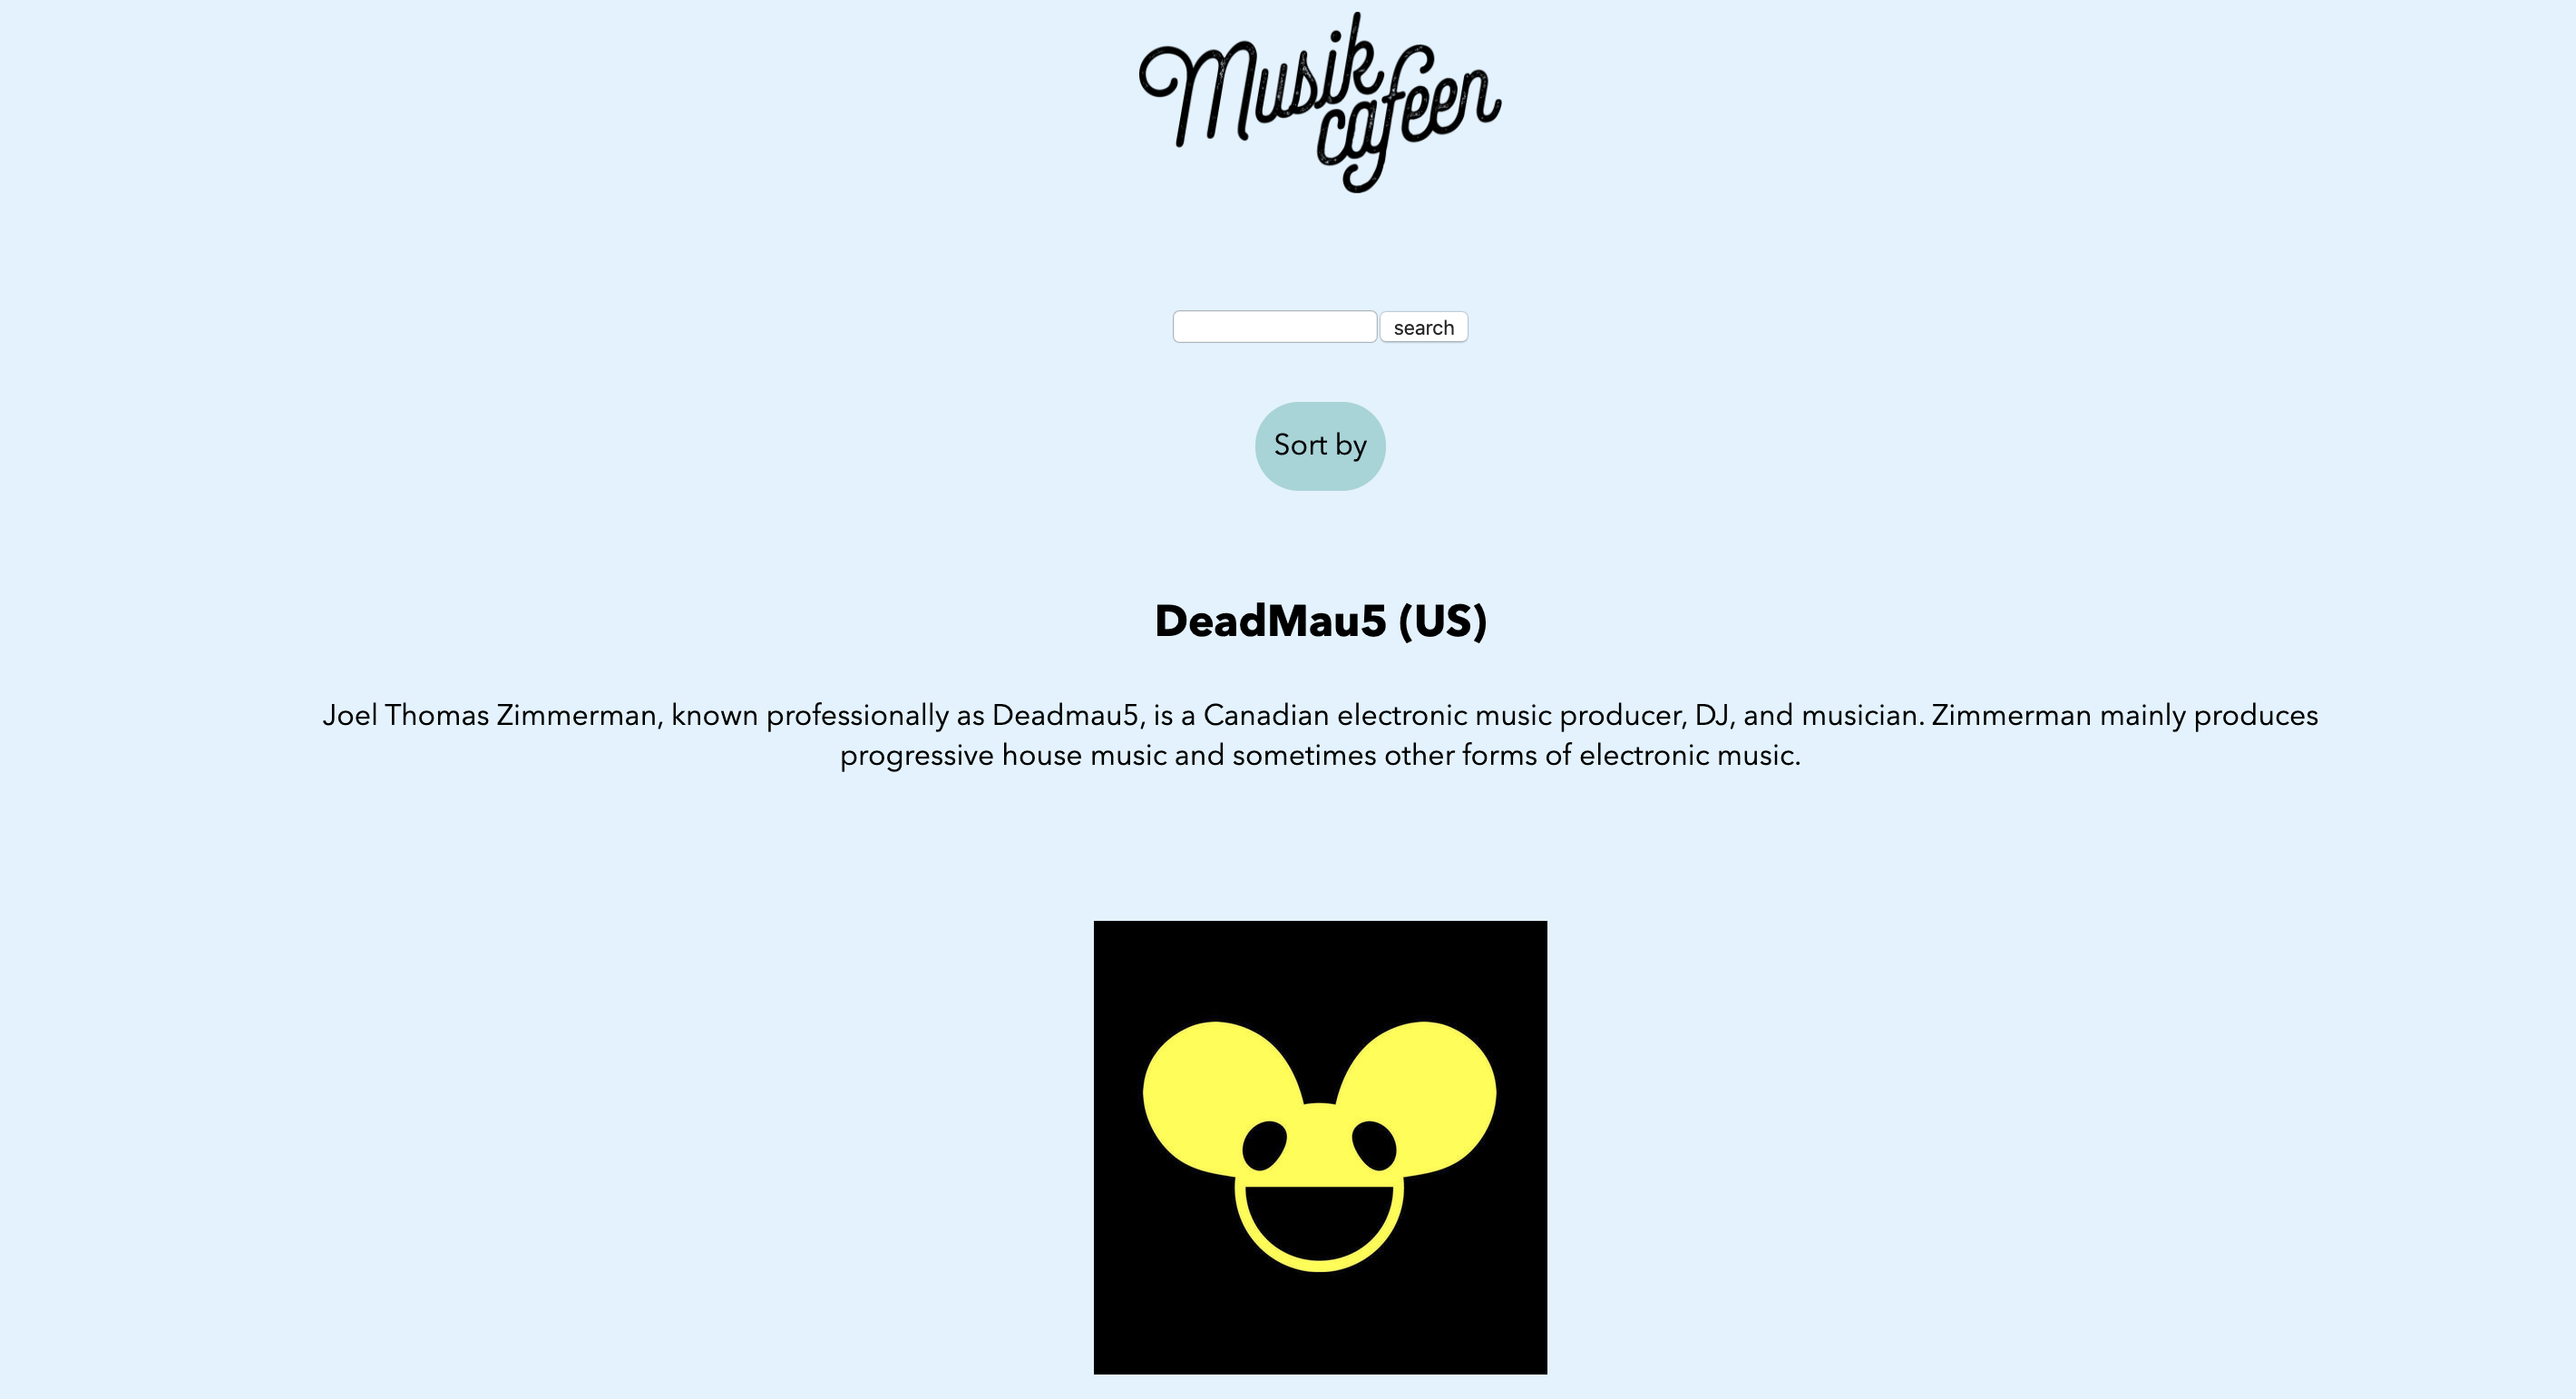 Musik
cafeen
search
Sort by
DeadMau5 (US)
Joel Thomas Zimmerman, known professionally as Deadmau5, is a Canadian electronic music producer, DJ, and musician. Zimmerman mainly produces
progressive house music and sometimes other forms of electronic music.